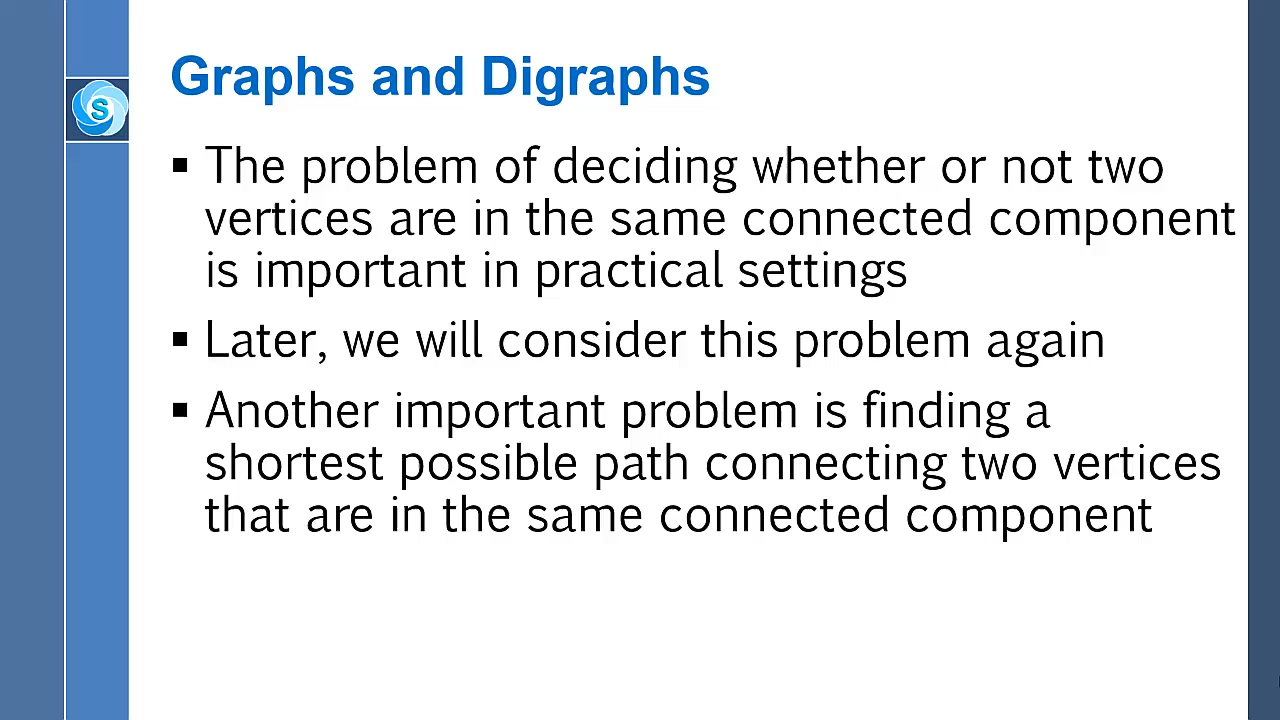 Graphs and Digraphs
S
▪ The problem of deciding whether or not two
vertices are in the same connected component
is important in practical settings
▪ Later, we will consider this problem again
▪ Another important problem is finding a
shortest possible path connecting two vertices
that are in the same connected component